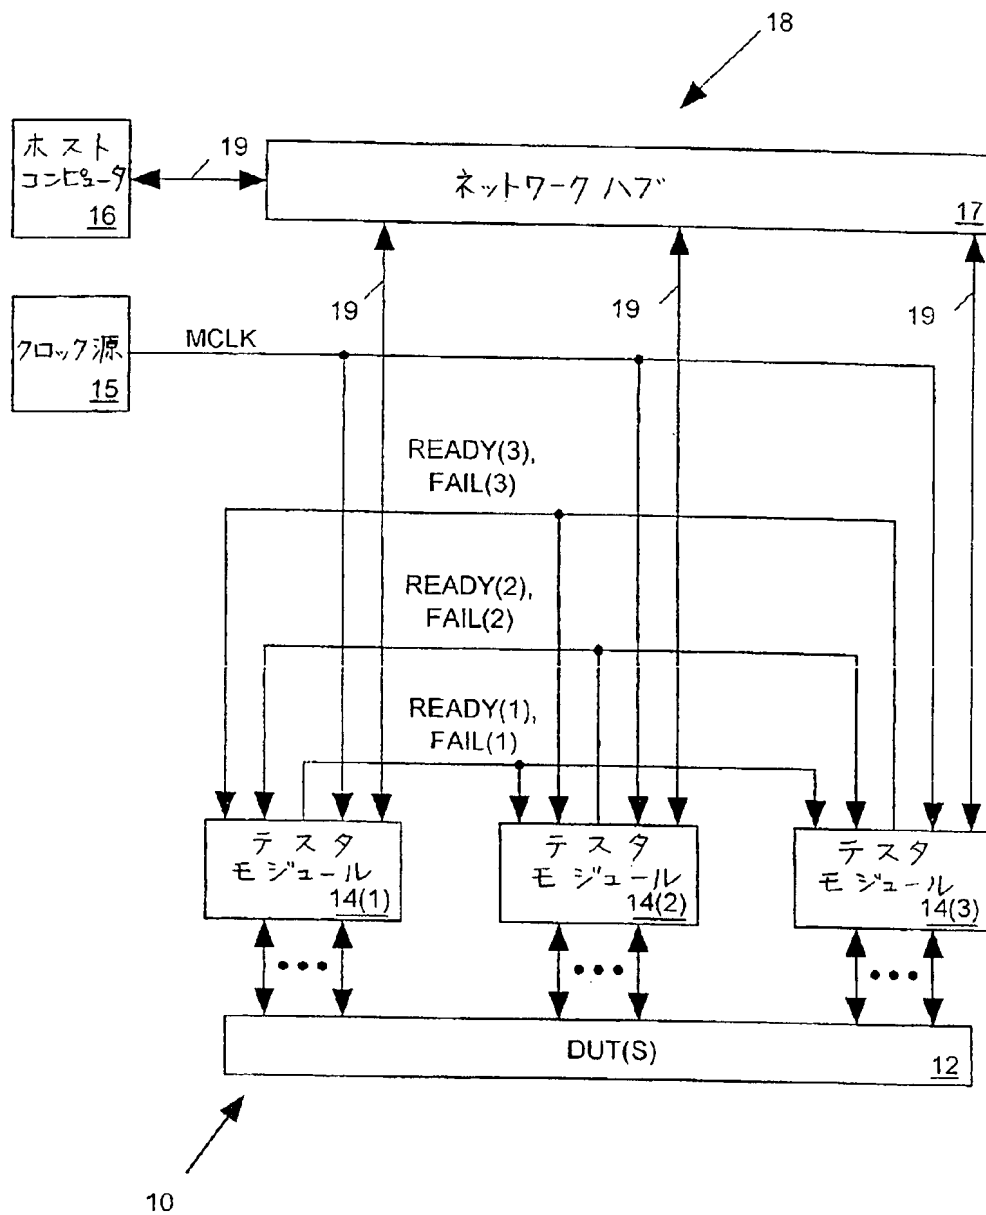 18
ホスト
コンピュータ
16
19
ネットワーク ハブ
17
19
19
19
クロック源
15
MCLK
READY(3),
FAIL(3)
READY(2),
FAIL(2)
READY(1),
FAIL(1)
テスタ
モジュール
14(1)
テスタ
モジュール
14(2)
テスタ
モジュール
14(3)
DUT(S)
12
10